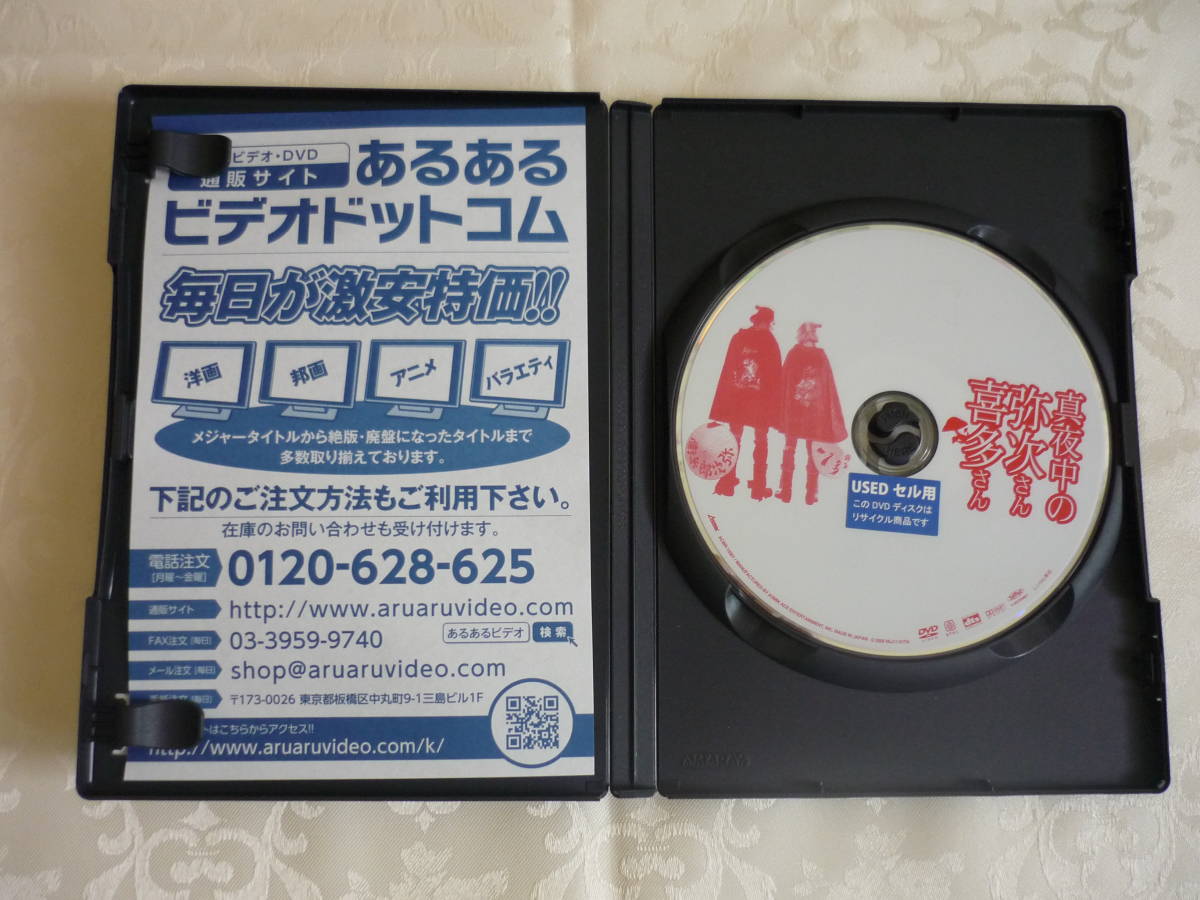 ビデオ・DVD
通販サイト
あるある
ビデオドットコム
毎日が激安特価!!
洋画
邦画
アニメ
バラエティ
メジャータイトルから絶版・廃盤になったタイトルまで
多数取り揃えております。
下記のご注文方法もご利用下さい。
在庫のお問い合わせも受け付けます。
電話注文
[月曜～金曜]
0120-628-625
通販サイト
http://www.aruaruvideo.com
FAX注文 [毎日]
03-3959-9740
あるあるビデオ
検索
メール注文 [毎日]
shop@aruaruvideo.com
〒173-0026 東京都板橋区中丸町9-1三島ビル1F
はこちらからアクセス!!
http://www.aruaruvideo.com/k/
真夜中の
弥次さん
喜多さん
USED セル用
この DVD ディスクは
リサイクル商品です
DVD
dts
AMARAY